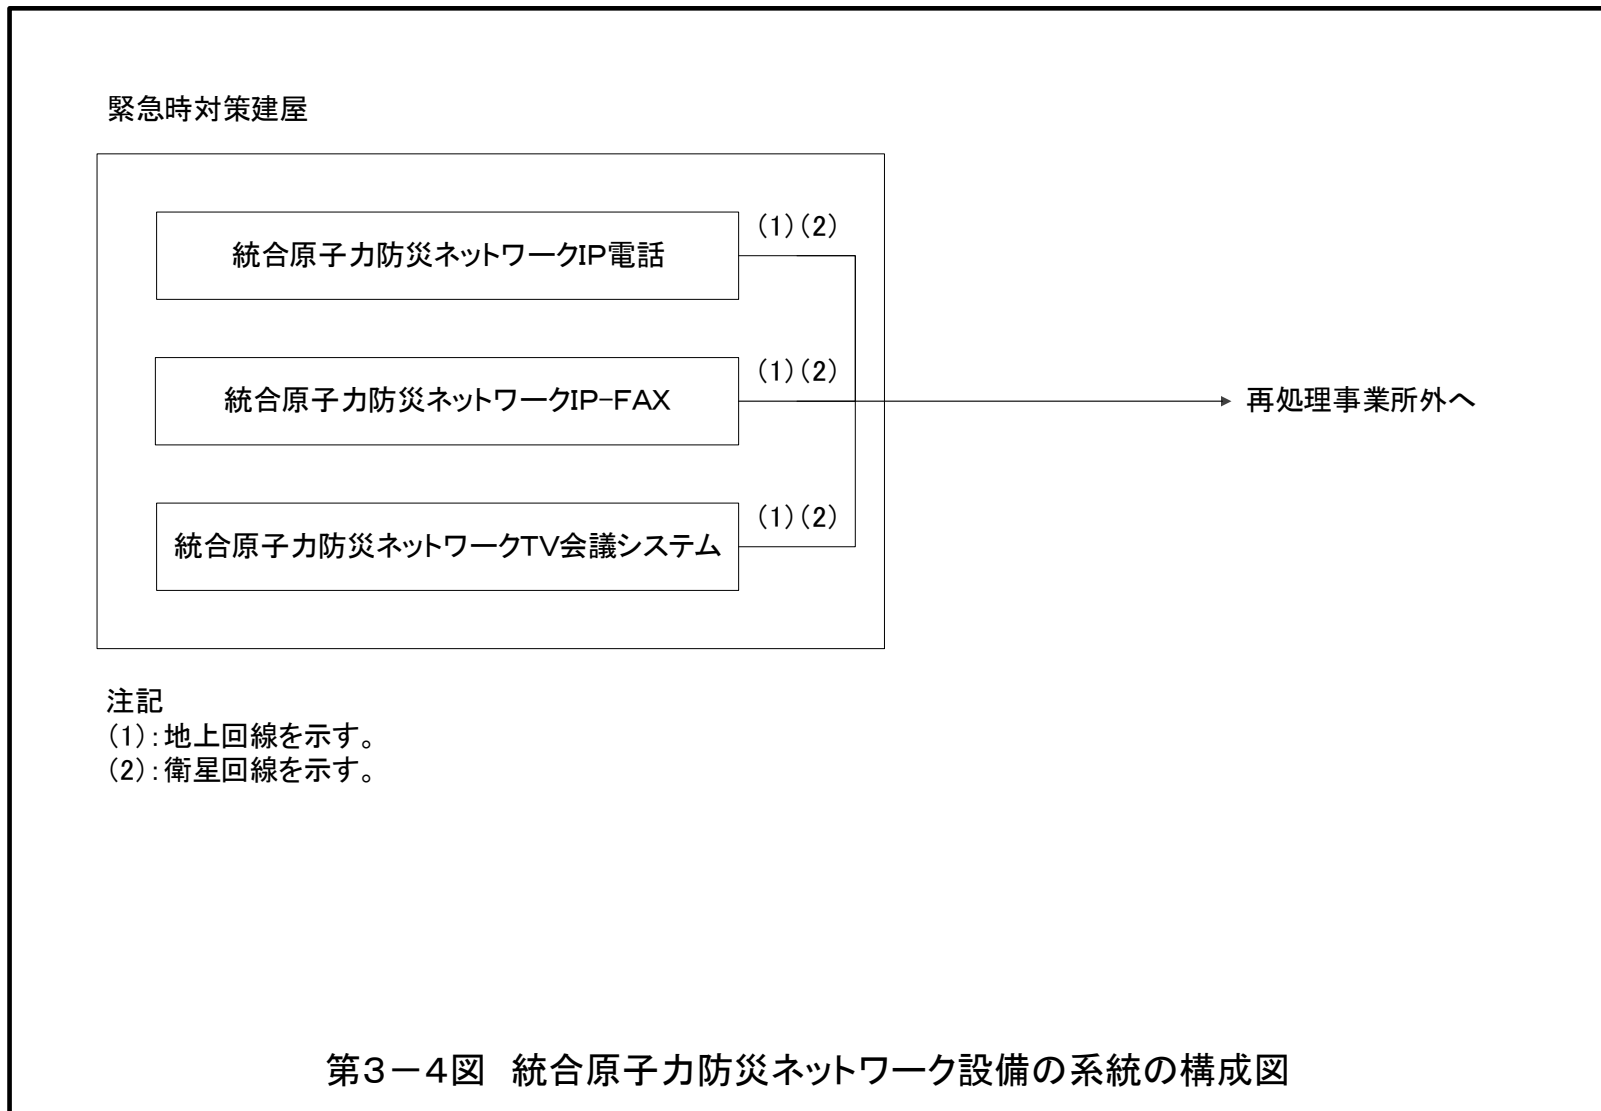 緊急時対策建屋
(1)(2)
統合原子力防災ネットワークIP電話
(1)(2)
統合原子力防災ネットワークIP-FAX
再処理事業所外へ
(1)(2)
統合原子力防災ネットワークTV会議システム
注記
(1):地上回線を示す。
(2):衛星回線を示す。
第3-4図 統合原子力防災ネットワーク設備の系統の構成図